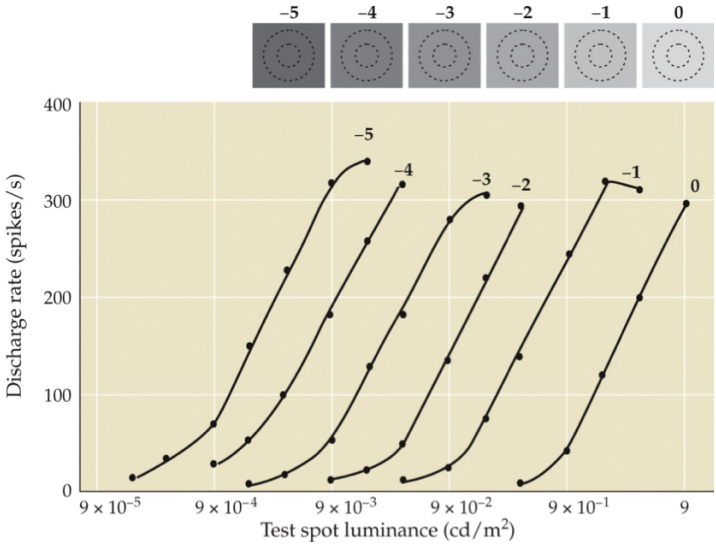 −5 −4 −3 −2 −1 0
400
300
200
100
0
Discharge rate (spikes/s)
−5
−4
−3
−2
−1
0
9 × 10⁻⁵ 9 × 10⁻⁴ 9 × 10⁻³ 9 × 10⁻² 9 × 10⁻¹ 9
Test spot luminance (cd/m²)